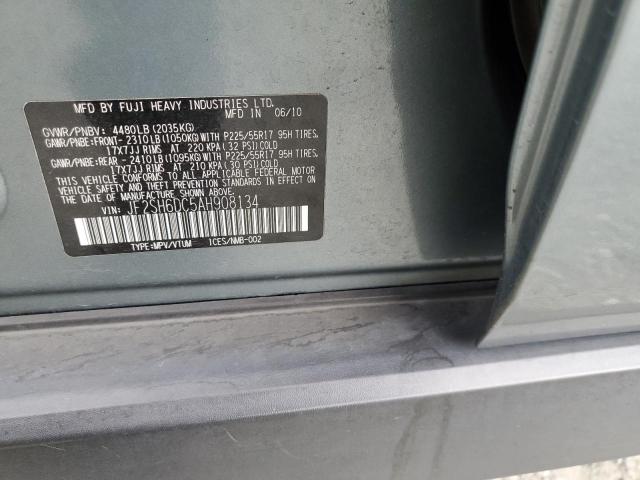 MFD BY FUJI HEAVY INDUSTRIES LTD.
MFD IN 06/10
GVWR/PNBV: 4480LB(2035KG)
GAWR/PNBE:FRONT- 2310LB(1050KG)WITH P225/55R17 95H TIRES,
17X7JJ RIMS AT 220 KPA(32 PSI)COLD
GAWR/PNBE:REAR - 2410LB(1095KG)WITH P225/55R17 95H TIRES,
17X7JJ RIMS AT 210 KPA(30 PSI)COLD
THIS VEHICLE CONFORMS TO ALL APPLICABLE FEDERAL MOTOR
VEHICLE SAFETY AND THEFT PREVENTION STANDARDS IN EFFECT ON
THE DATE OF MANUFACTURE SHOWN ABOVE.
VIN: JF2SH6DC5AH908134
TYPE:MPV/VTUM ICES/NMB-002